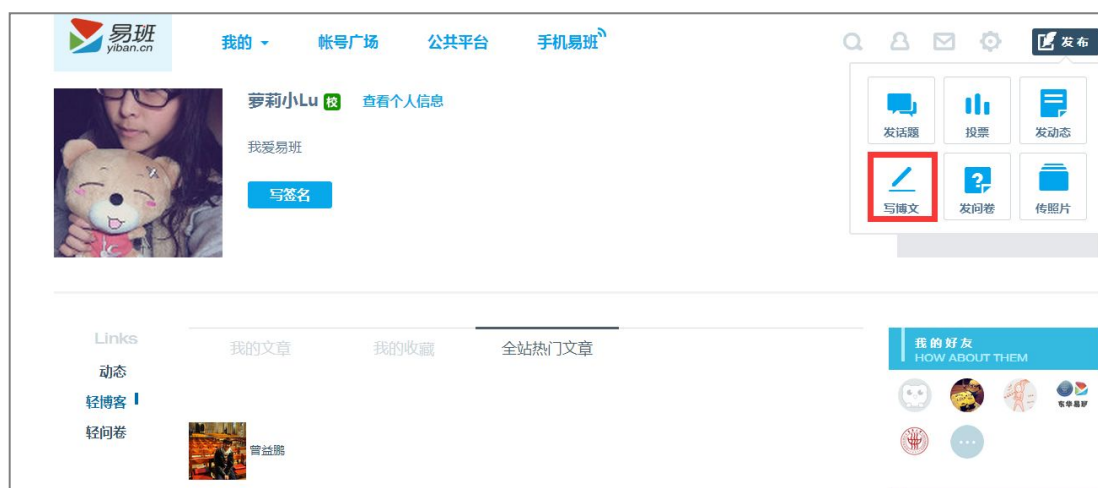 易班
yiban.cn
我的 帐号广场 公共平台 手机易班
发布
萝莉小Lu 校 查看个人信息
我爱易班
写签名
发话题 投票 发动态
写博文 发问卷 传照片
Links
动态
轻博客
轻问卷
我的文章 我的收藏 全站热门文章
曾益鹏
我的好友
HOW ABOUT THEM
东华易班